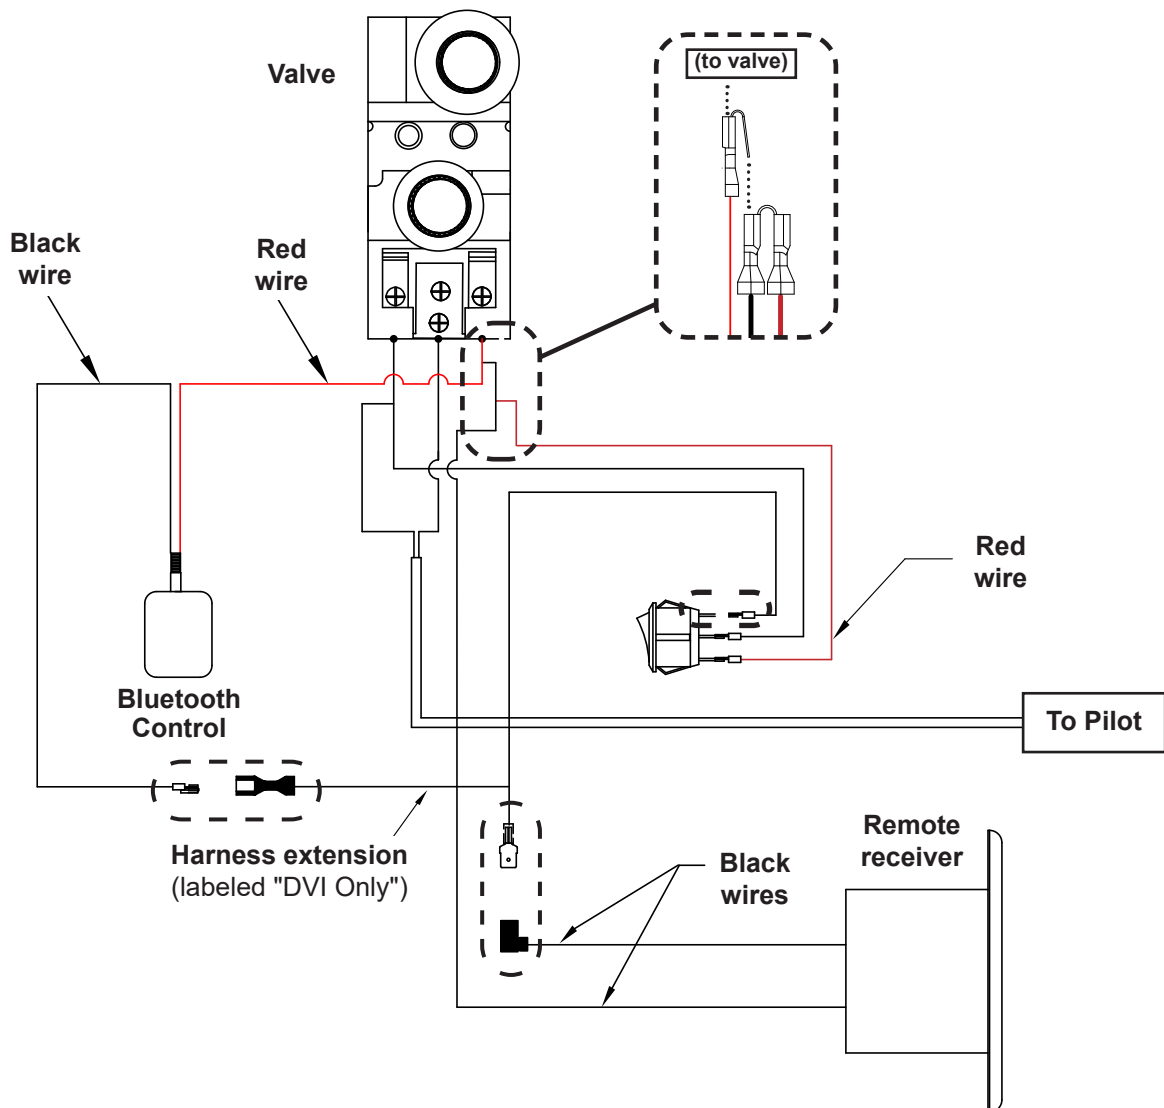 Valve
(to valve)
Black
wire
Red
wire
Red
wire
Bluetooth
Control
To Pilot
Harness extension
(labeled "DVI Only")
Remote
receiver
Black
wires